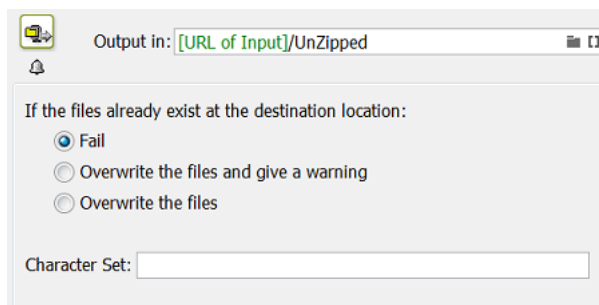 Output in: [URL of Input]/UnZipped
If the files already exist at the destination location:
Fail
Overwrite the files and give a warning
Overwrite the files
Character Set: